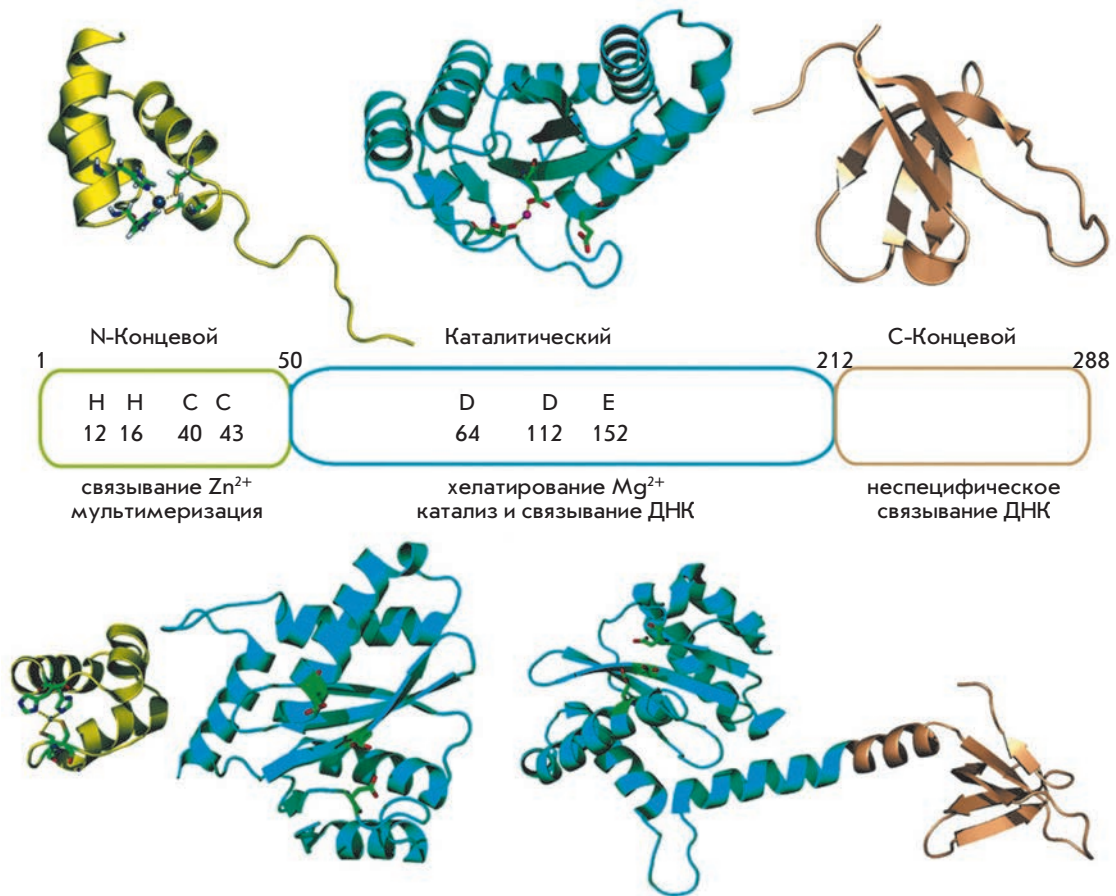 N-Концевой
Каталитический
С-Концевой
1
50
212
288
H H C C
D D E
12 16 40 43
64 112 152
связывание Zn²⁺
мультимеризация
хелатирование Mg²⁺
катализ и связывание ДНК
неспецифическое
связывание ДНК